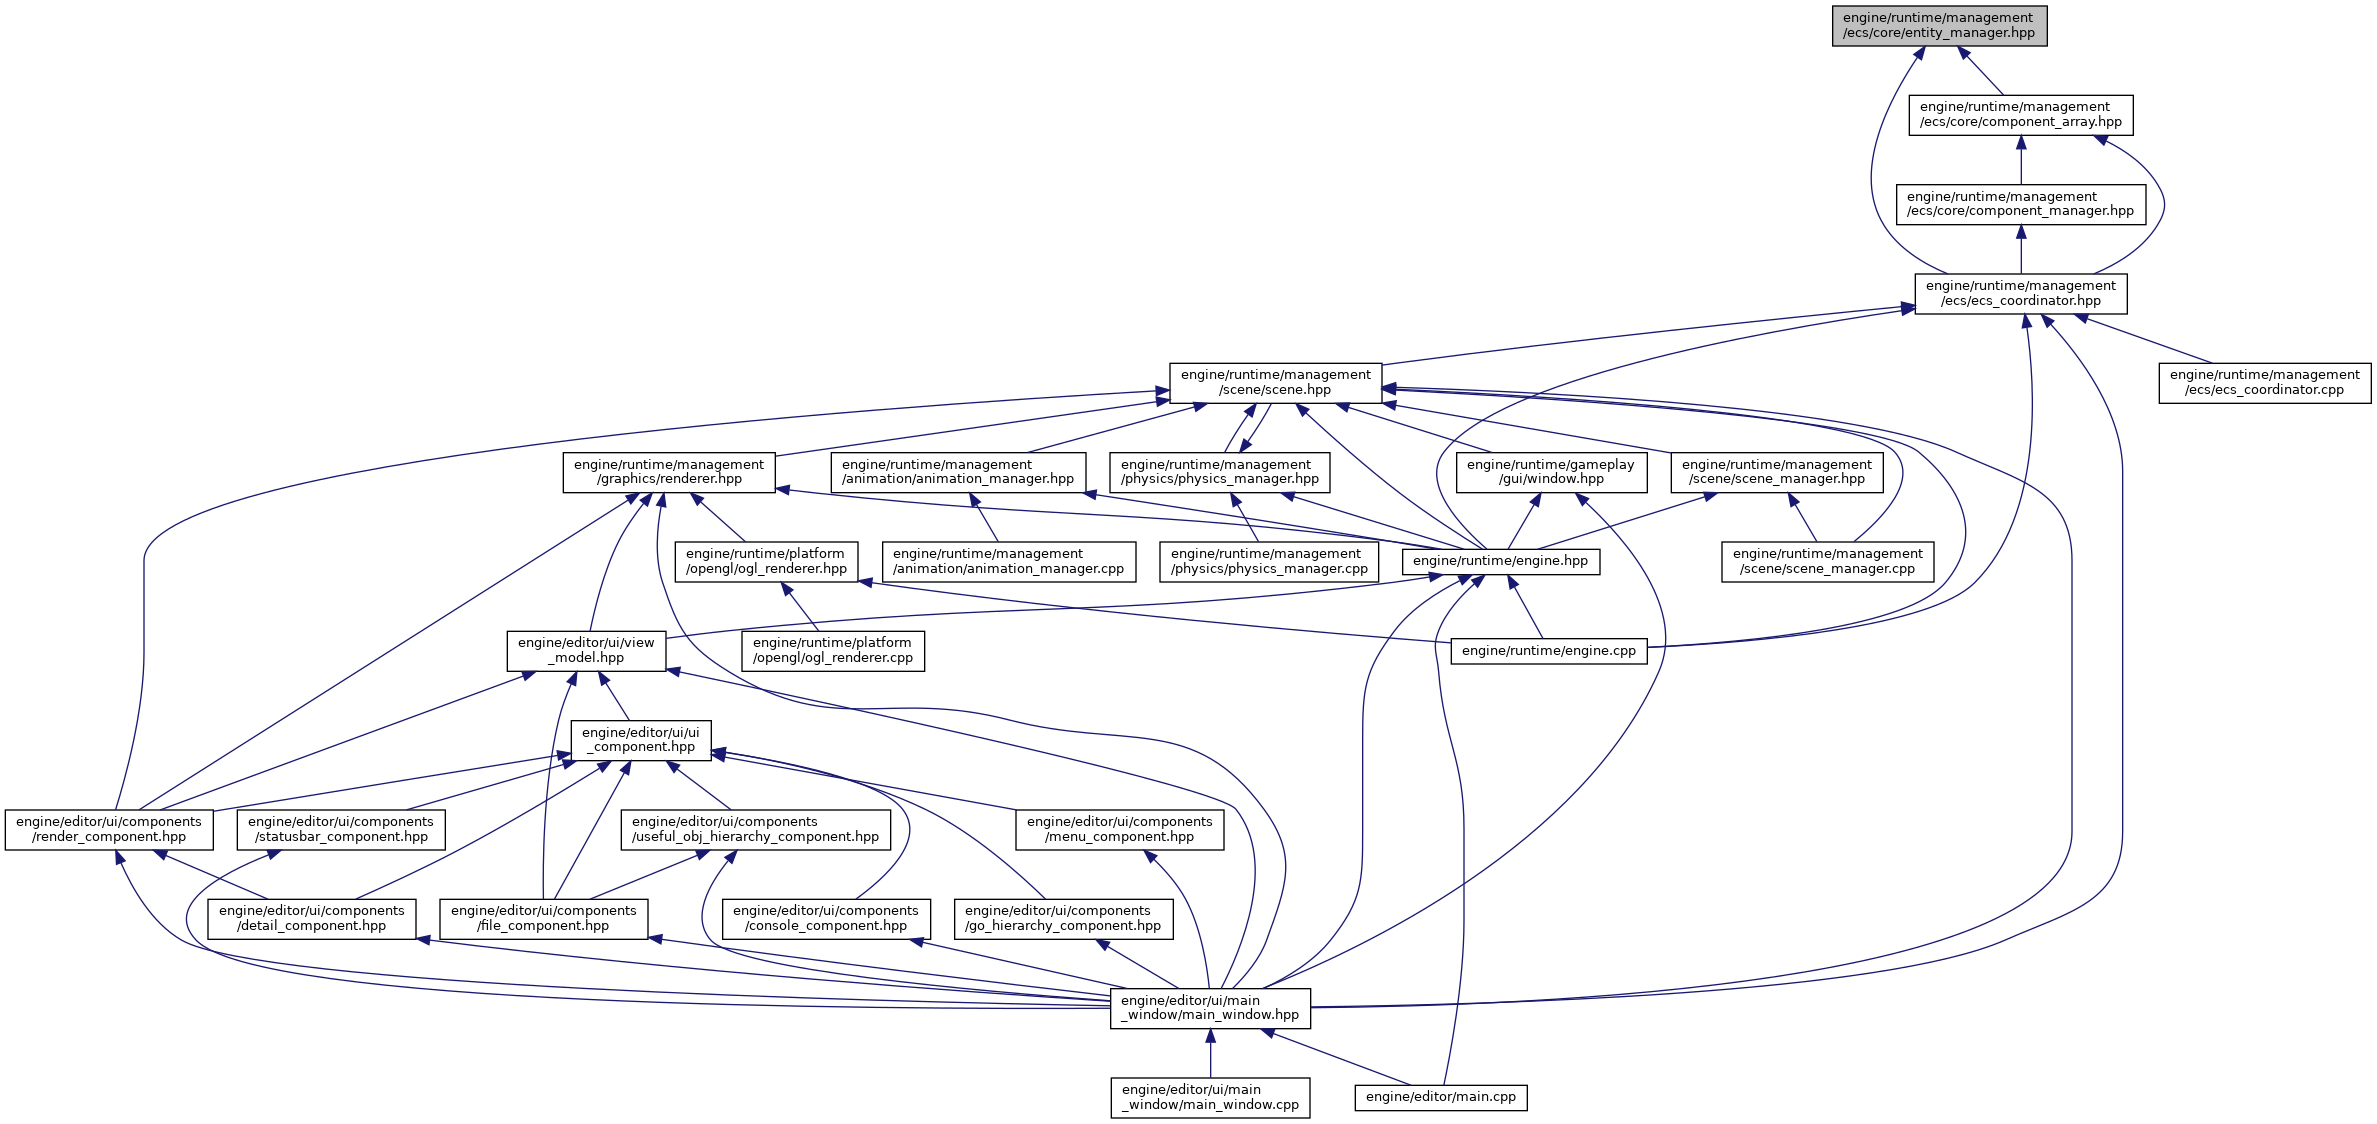 engine/runtime/management
/ecs/core/entity_manager.hpp
engine/runtime/management
/ecs/core/component_array.hpp
engine/runtime/management
/ecs/core/component_manager.hpp
engine/runtime/management
/ecs/ecs_coordinator.hpp
engine/runtime/management
/scene/scene.hpp
engine/runtime/management
/ecs/ecs_coordinator.cpp
engine/runtime/management
/graphics/renderer.hpp
engine/runtime/management
/animation/animation_manager.hpp
engine/runtime/management
/physics/physics_manager.hpp
engine/runtime/gameplay
/gui/window.hpp
engine/runtime/management
/scene/scene_manager.hpp
engine/runtime/platform
/opengl/ogl_renderer.hpp
engine/runtime/management
/animation/animation_manager.cpp
engine/runtime/management
/physics/physics_manager.cpp
engine/runtime/engine.hpp
engine/runtime/management
/scene/scene_manager.cpp
engine/editor/ui/view
_model.hpp
engine/runtime/platform
/opengl/ogl_renderer.cpp
engine/runtime/engine.cpp
engine/editor/ui/ui
_component.hpp
engine/editor/ui/components
/render_component.hpp
engine/editor/ui/components
/statusbar_component.hpp
engine/editor/ui/components
/useful_obj_hierarchy_component.hpp
engine/editor/ui/components
/menu_component.hpp
engine/editor/ui/components
/detail_component.hpp
engine/editor/ui/components
/file_component.hpp
engine/editor/ui/components
/console_component.hpp
engine/editor/ui/components
/go_hierarchy_component.hpp
engine/editor/ui/main
_window/main_window.hpp
engine/editor/ui/main
_window/main_window.cpp
engine/editor/main.cpp